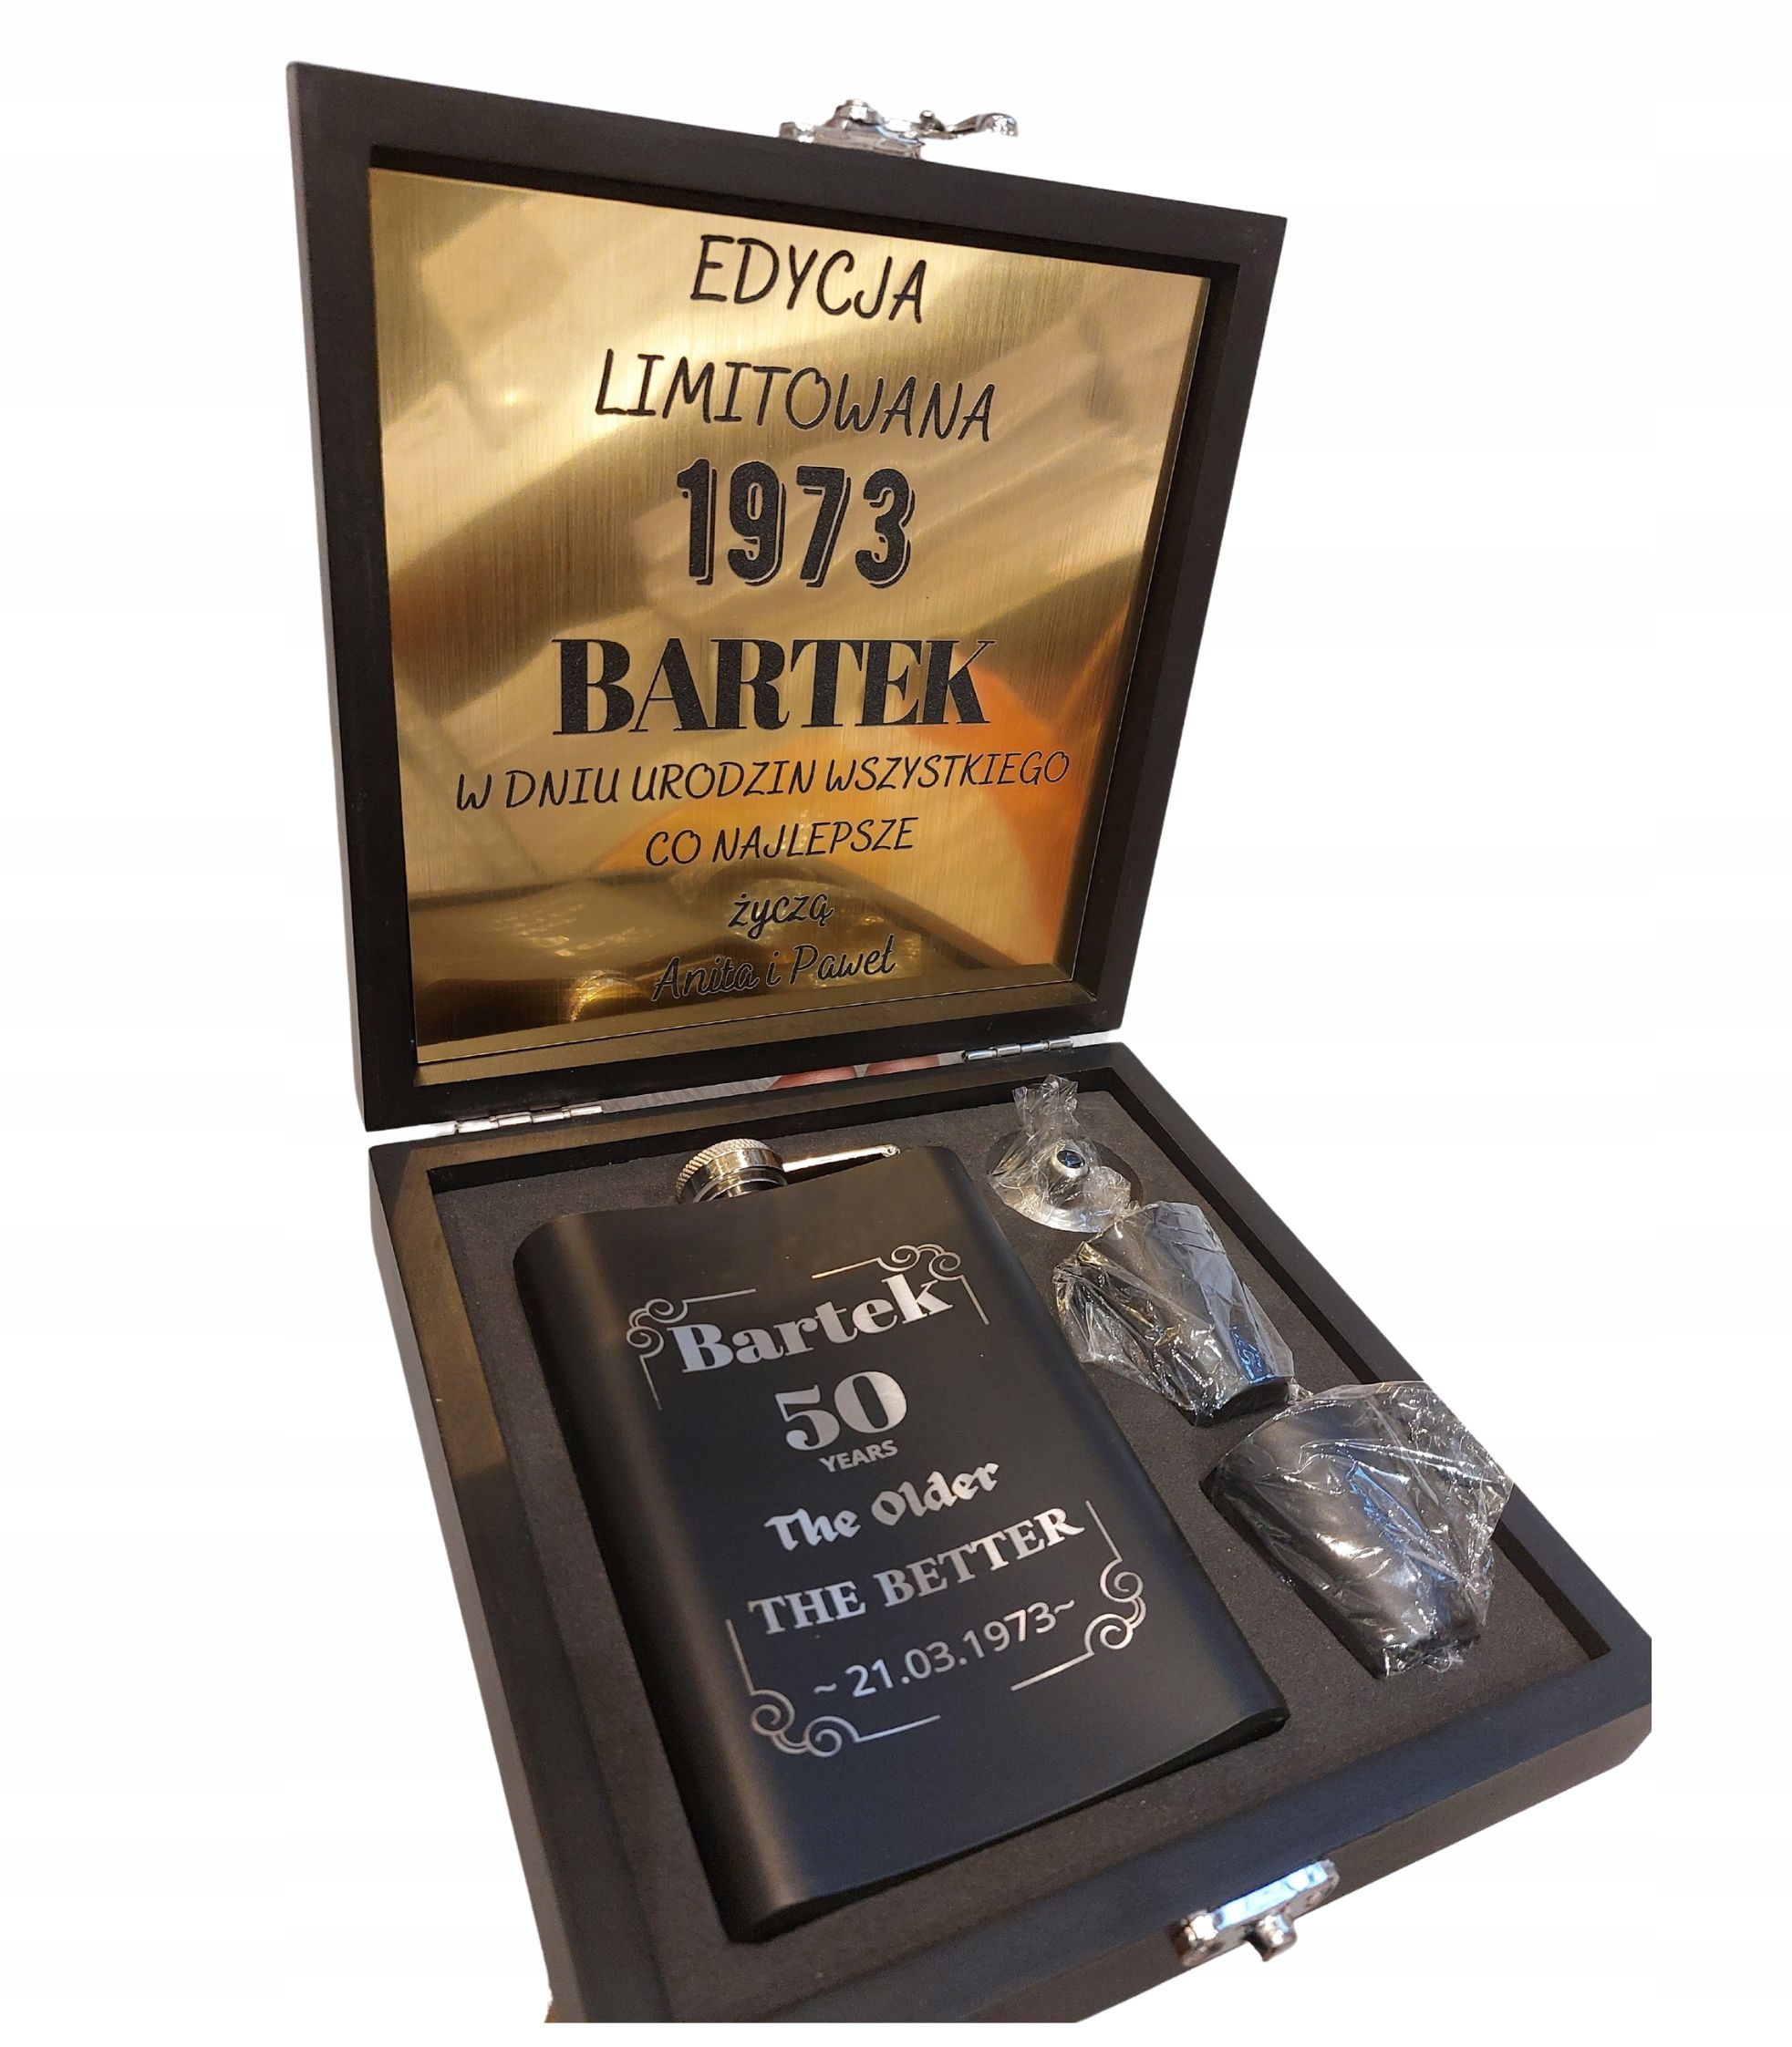 EDYCJA
LIMITOWANA
1973
BARTEK
W DNIU URODZIN WSZYSTKIEGO
CO NAJLEPSZE
życzą
Anita i Paweł
Bartek
50
YEARS
The Older
THE BETTER
~ 21.03.1973~